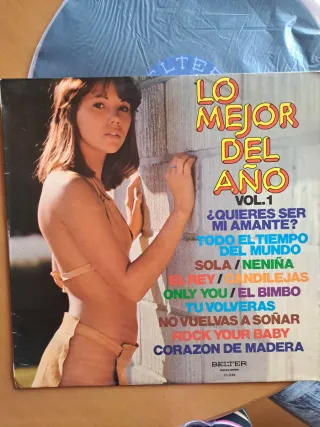 BELTER
LO
MEJOR
DEL
AÑO
VOL.1
¿QUIERES SER
MI AMANTE?
TODO EL TIEMPO
DEL MUNDO
SOLA/NENIÑA
EL REY/CANDILEJAS
ONLY YOU/EL BIMBO
TU VOLVERAS
NO VUELVAS A SOÑAR
ROCK YOUR BABY
CORAZON DE MADERA
BELTER